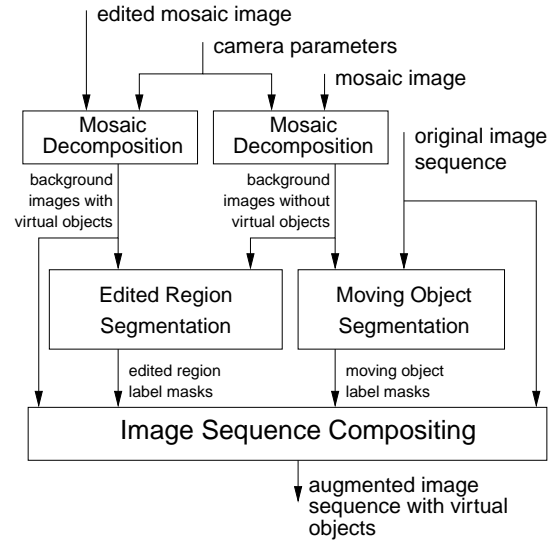 edited mosaic image
camera parameters
mosaic image
Mosaic
Decomposition
Mosaic
Decomposition
original image
sequence
background
images with
virtual objects
background
images without
virtual objects
Edited Region
Segmentation
Moving Object
Segmentation
edited region
label masks
moving object
label masks
Image Sequence Compositing
augmented image
sequence with virtual
objects